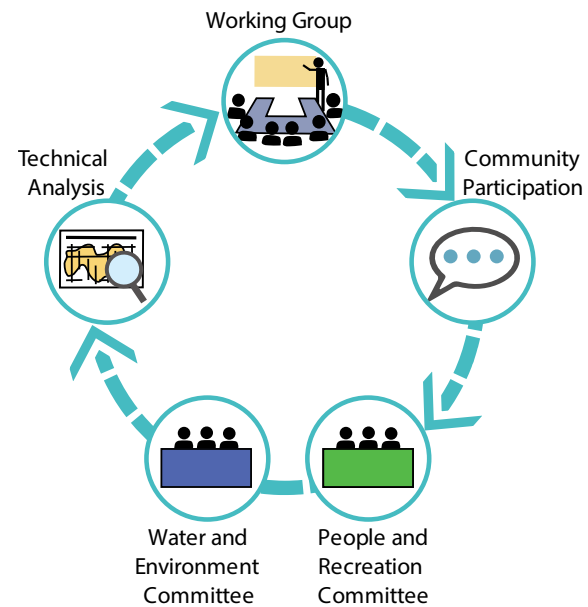 Working Group
Technical
Analysis
Community
Participation
Water and
Environment
Committee
People and
Recreation
Committee